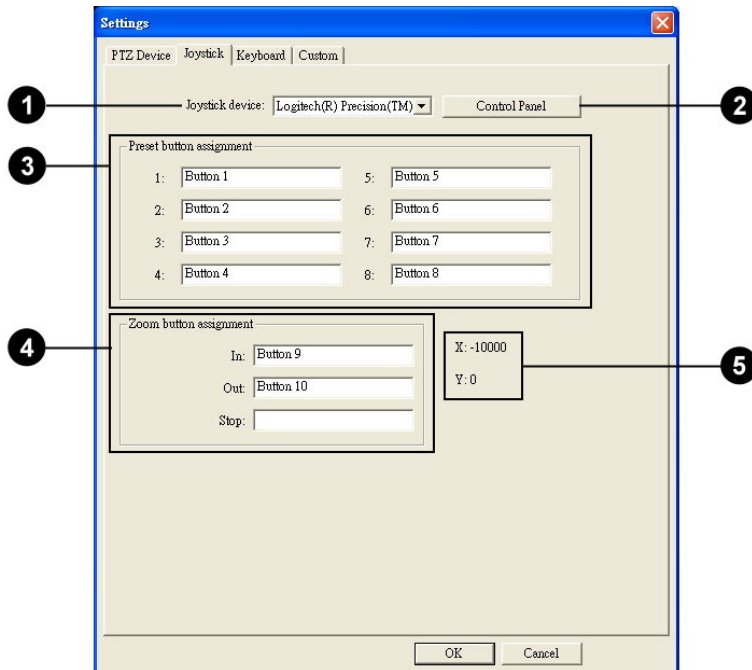 Settings
PTZ Device Joystick Keyboard Custom
1 Joystick device: Logitech(R) Precision(TM) Control Panel 2
3 Preset button assignment
1: Button 1 5: Button 5
2: Button 2 6: Button 6
3: Button 3 7: Button 7
4: Button 4 8: Button 8
4 Zoom button assignment
In: Button 9 X: -10000
Out: Button 10 Y: 0 5
Stop:
OK Cancel